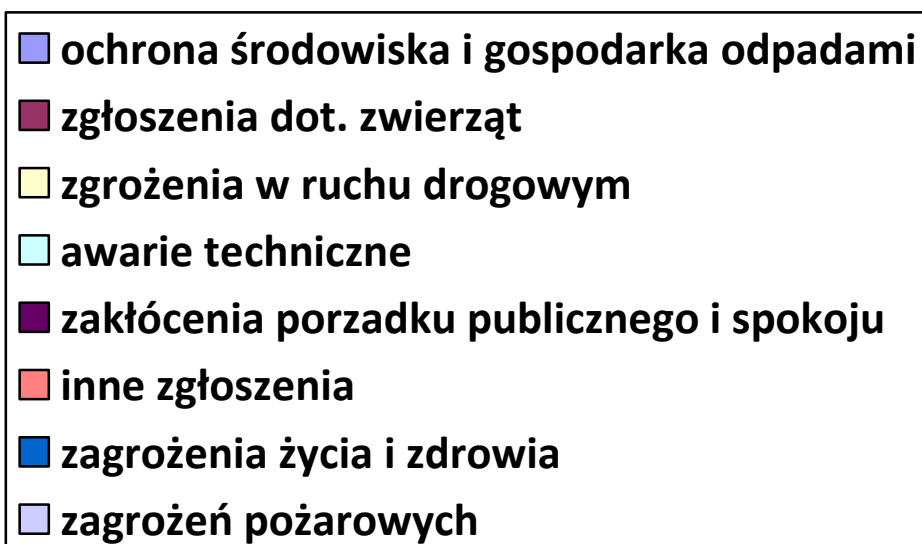 ochrona środowiska i gospodarka odpadami
zgłoszenia dot. zwierząt
zgrożenia w ruchu drogowym
awarie techniczne
zakłócenia porzadku publicznego i spokoju
inne zgłoszenia
zagrożenia życia i zdrowia
zagrożeń pożarowych